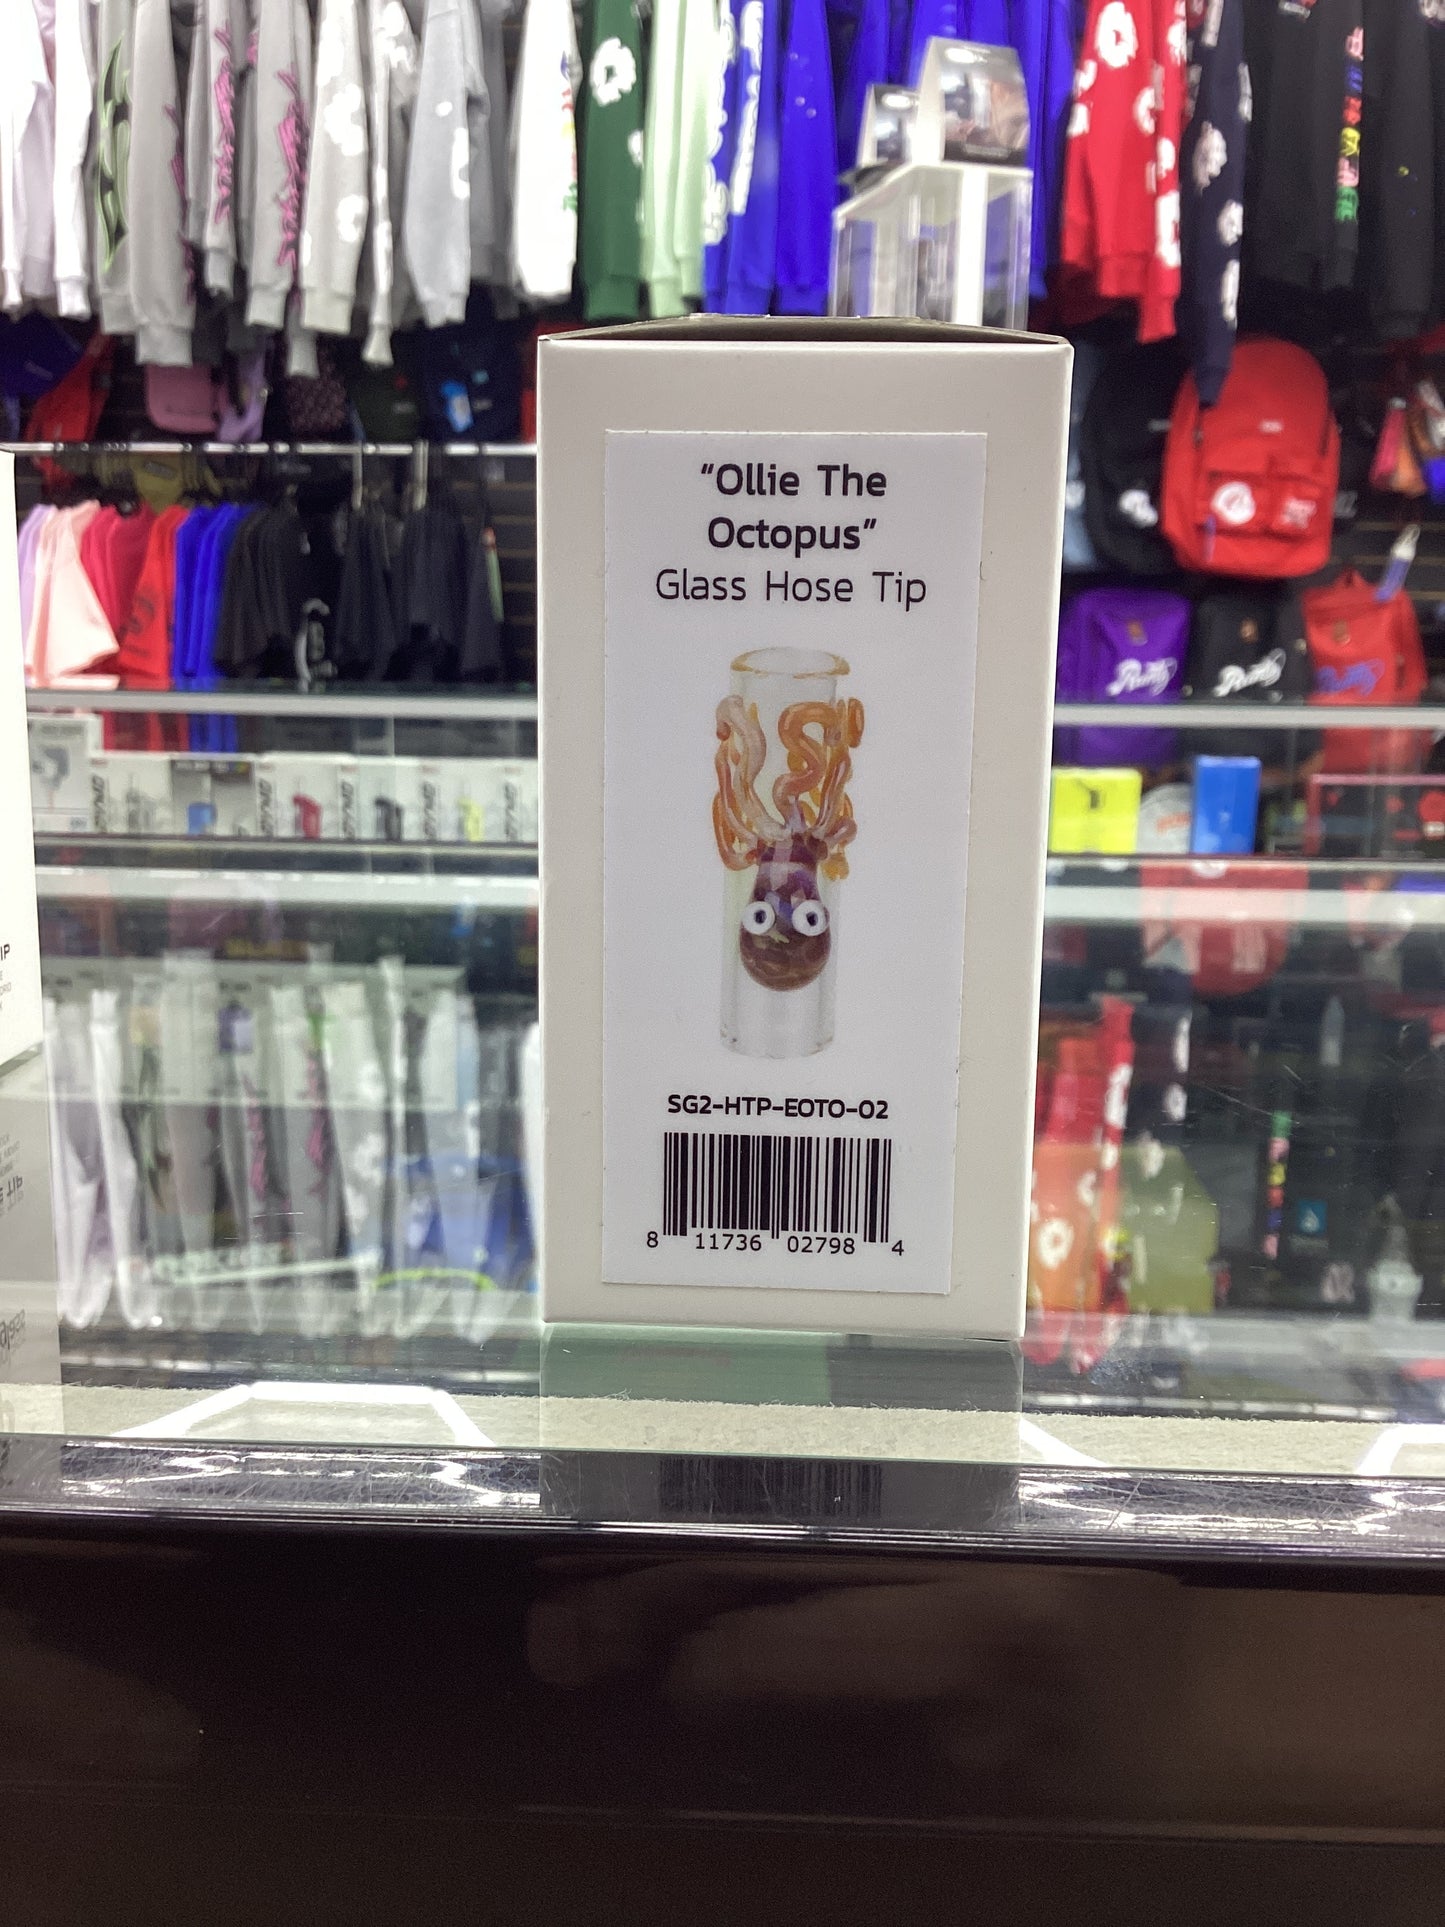 “Ollie The
Octopus”
Glass Hose Tip
SG2-HTP-EOTO-02
8 11736 02798 4